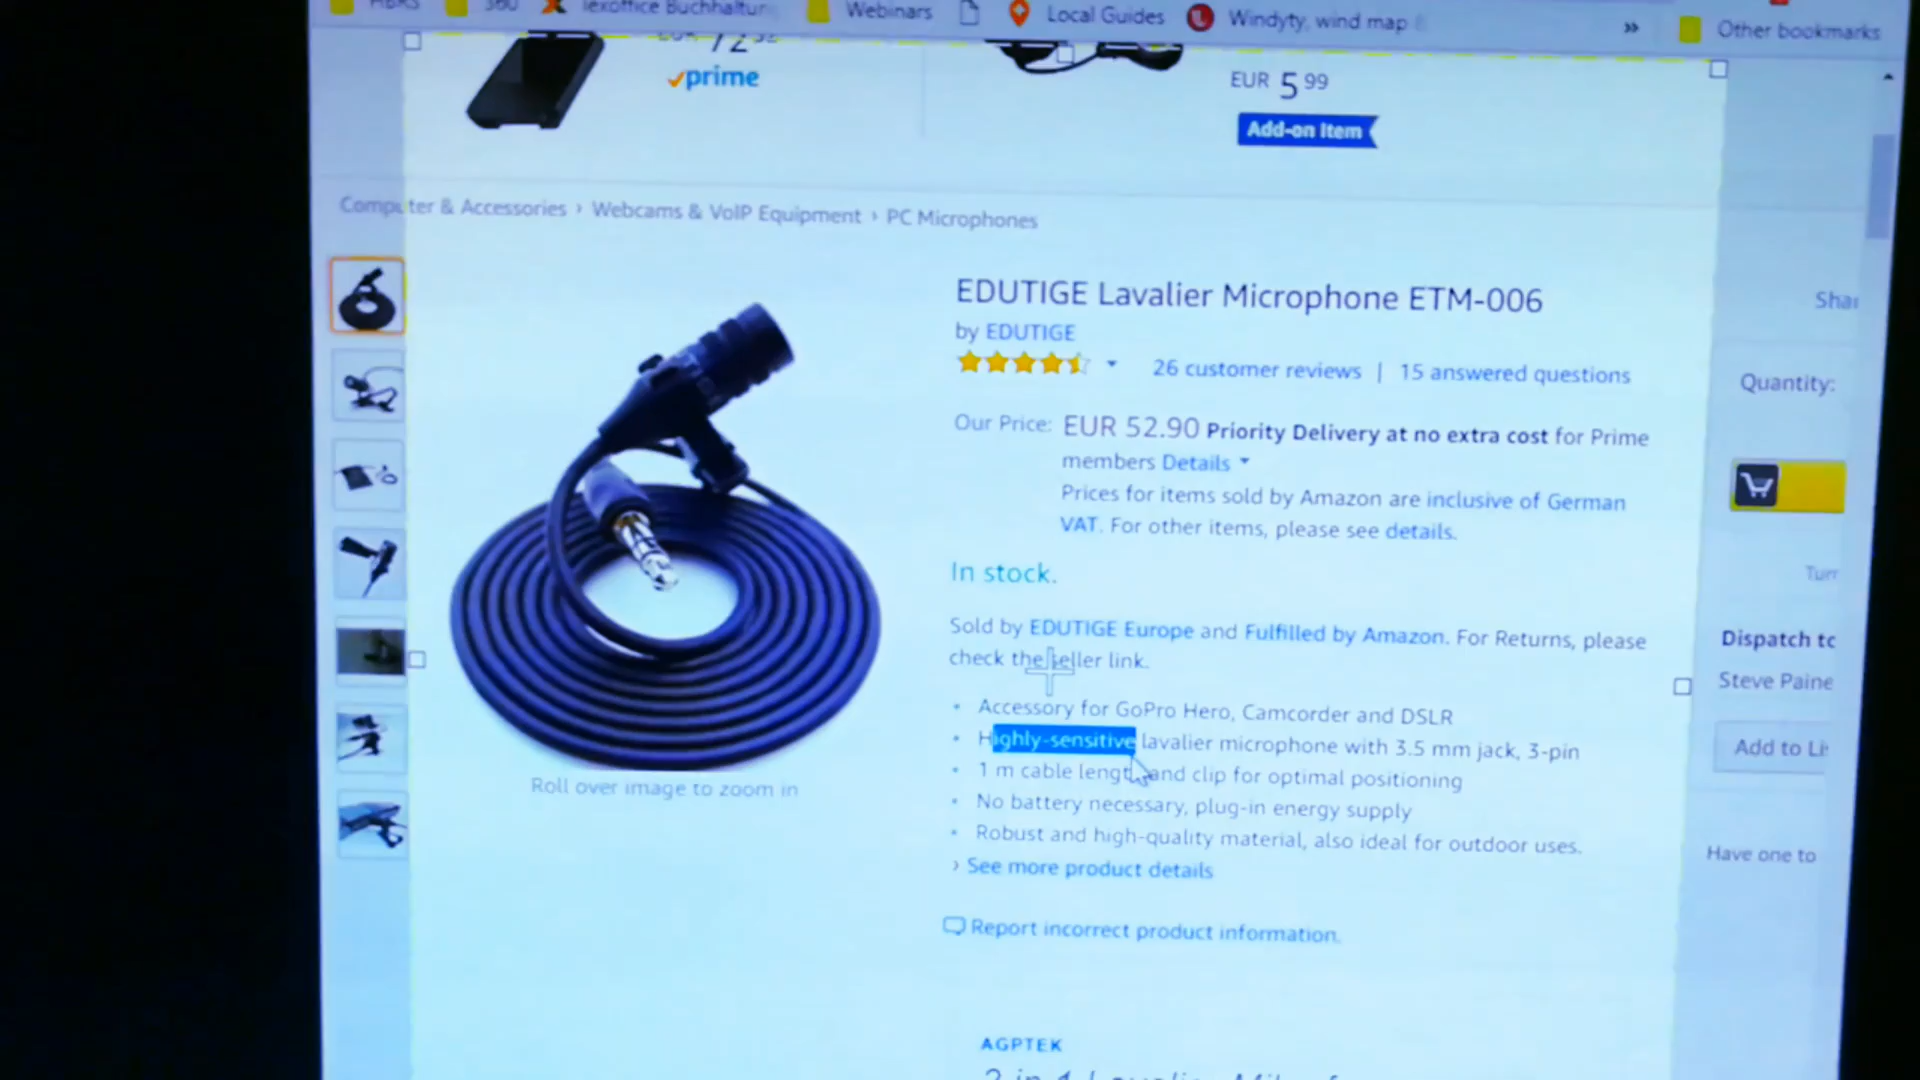 360
lexoffice Buchhaltung
Webinars
Local Guides
Windyty, wind map
»
Other bookmarks
prime
EUR 5 99
Add-on Item
Computer & Accessories › Webcams & VoIP Equipment › PC Microphones
EDUTIGE Lavalier Microphone ETM-006
by EDUTIGE
26 customer reviews | 15 answered questions
Our Price: EUR 52.90 Priority Delivery at no extra cost for Prime
members Details
Prices for items sold by Amazon are inclusive of German
VAT. For other items, please see details.
In stock.
Sold by EDUTIGE Europe and Fulfilled by Amazon. For Returns, please
check the seller link.
• Accessory for GoPro Hero, Camcorder and DSLR
• Highly-sensitive lavalier microphone with 3.5 mm jack, 3-pin
• 1 m cable length and clip for optimal positioning
• No battery necessary, plug-in energy supply
• Robust and high-quality material, also ideal for outdoor uses.
› See more product details
Report incorrect product information.
Roll over image to zoom in
AGPTEK
Quantity:
Dispatch to
Steve Paine
Add to Li
Have one to